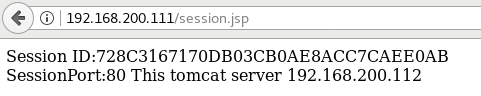 192.168.200.111/session.jsp
Session ID:728C3167170DB03CB0AE8ACC7CAEE0AB
SessionPort:80 This tomcat server 192.168.200.112